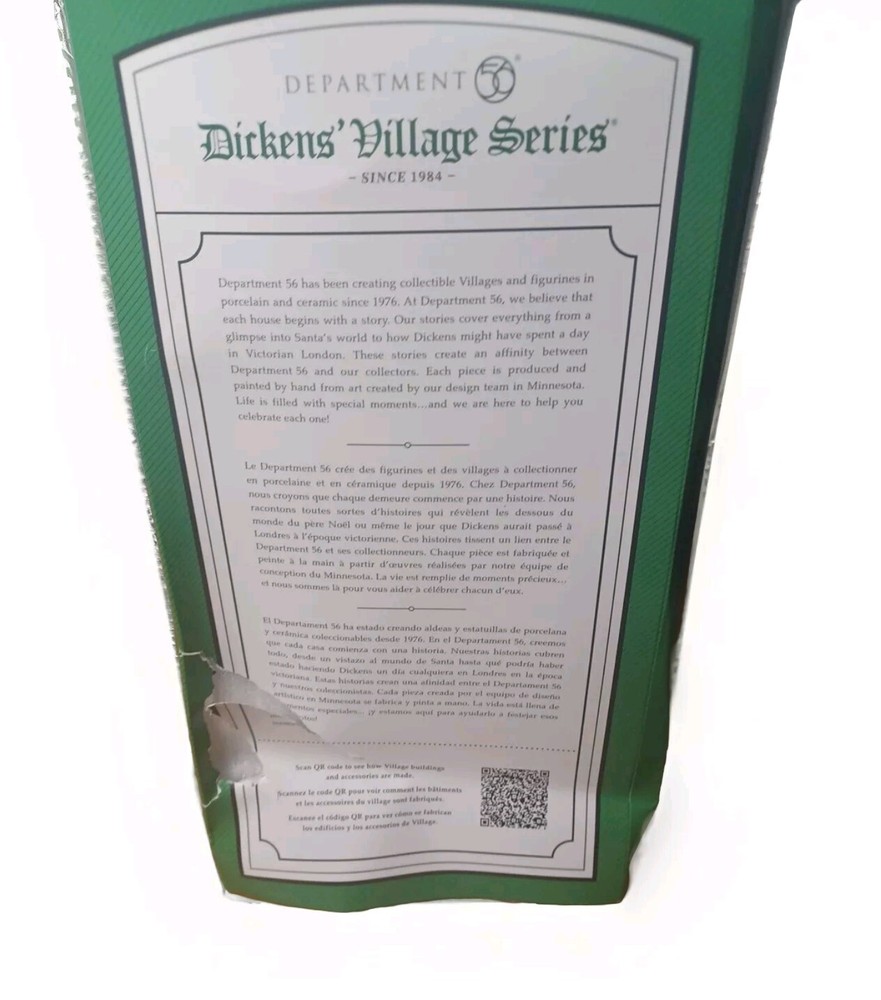 DEPARTMENT 56®
Dickens' Village Series®
– SINCE 1984 –
Department 56 has been creating collectible Villages and figurines in
porcelain and ceramic since 1976. At Department 56, we believe that
each house begins with a story. Our stories cover everything from a
glimpse into Santa's world to how Dickens might have spent a day
in Victorian London. These stories create an affinity between
Department 56 and our collectors. Each piece is produced and
painted by hand from art created by our design team in Minnesota.
Life is filled with special moments...and we are here to help you
celebrate each one!
Le Department 56 crée des figurines et des villages à collectionner
en porcelaine et en céramique depuis 1976. Chez Department 56,
nous croyons que chaque demeure commence par une histoire. Nous
racontons toutes sortes d'histoires qui révèlent les dessous du
monde du père Noël ou même le jour que Dickens aurait passé à
Londres à l'époque victorienne. Ces histoires tissent un lien entre le
Department 56 et ses collectionneurs. Chaque pièce est fabriquée et
peinte à la main à partir d'œuvres réalisées par notre équipe de
conception du Minnesota. La vie est remplie de moments précieux...
et nous sommes là pour vous aider à célébrer chacun d'eux.
El Departament 56 ha estado creando aldeas y estatuillas de porcelana
y cerámica coleccionables desde 1976. En el Départament 56, creemos
que cada casa comienza con una historia. Nuestras historias cubren
todo, desde un vistazo al mundo de Santa hasta qué podría haber
estado haciendo Dickens un día cualquiera en Londres en la época
victoriana. Estas historias crean una afinidad entre el Departament 56
y nuestros coleccionistas. Cada pieza creada por el equipo de diseño
artístico en Minnesota se fabrica y pinta a mano. La vida está llena de
especiales... ¡y estamos aquí para ayudarlo a festejar esos
Scan QR code to see how Village buildings
and accessories are made.
Scannez le code QR pour voir comment les bâtiments
et les accessoires du village sont fabriqués.
Escanee el código QR para ver cómo se fabrican
los edificios y los accesorios de Village.